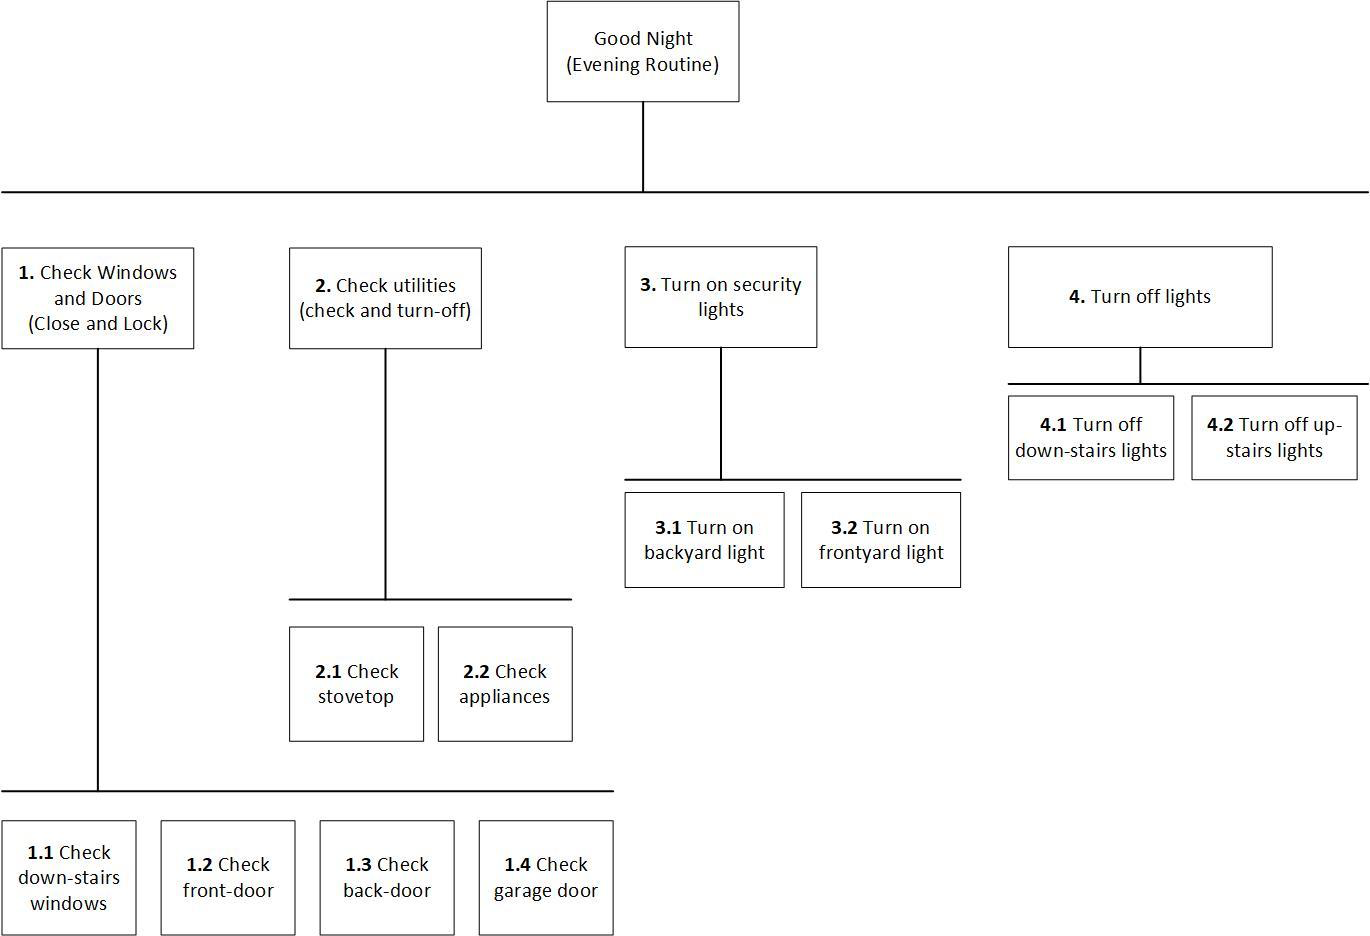 Good Night
(Evening Routine)
1. Check Windows
and Doors
(Close and Lock)
2. Check utilities
(check and turn-off)
3. Turn on security
lights
4. Turn off lights
4.1 Turn off
down-stairs lights
4.2 Turn off up-
stairs lights
3.1 Turn on
backyard light
3.2 Turn on
frontyard light
2.1 Check
stovetop
2.2 Check
appliances
1.1 Check
down-stairs
windows
1.2 Check
front-door
1.3 Check
back-door
1.4 Check
garage door